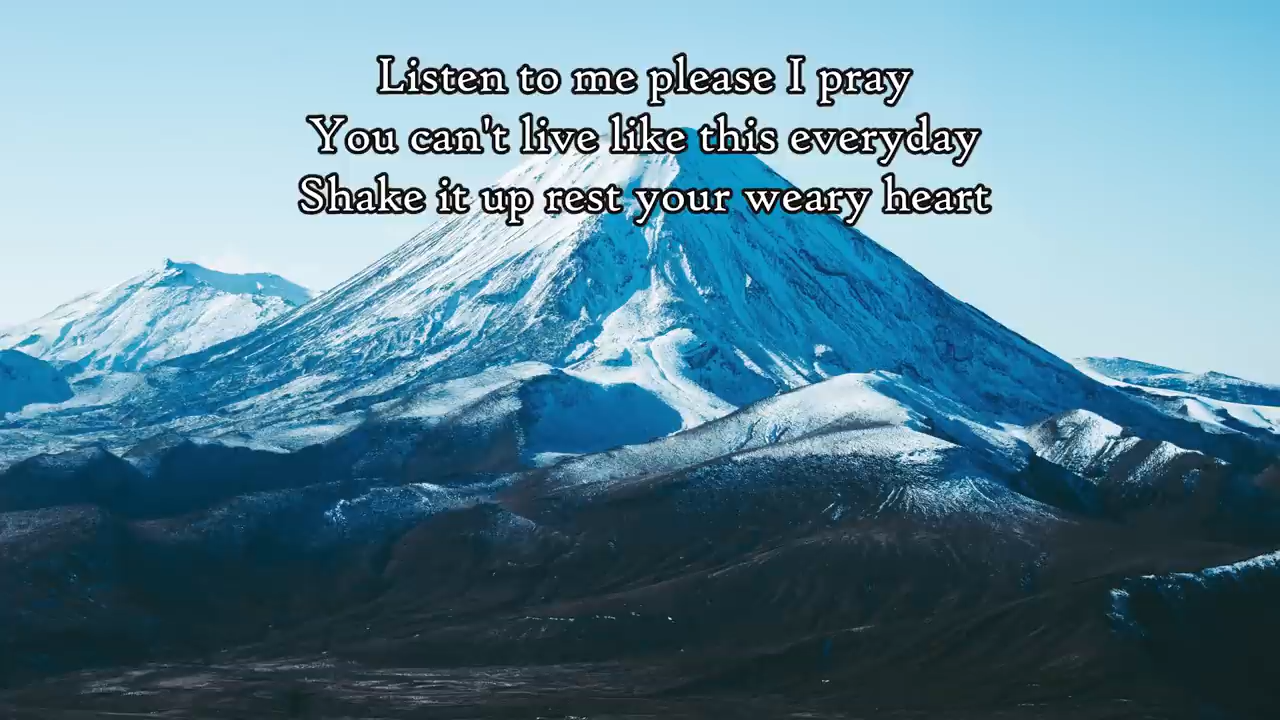 Listen to me please I pray
You can't live like this everyday
Shake it up rest your weary heart